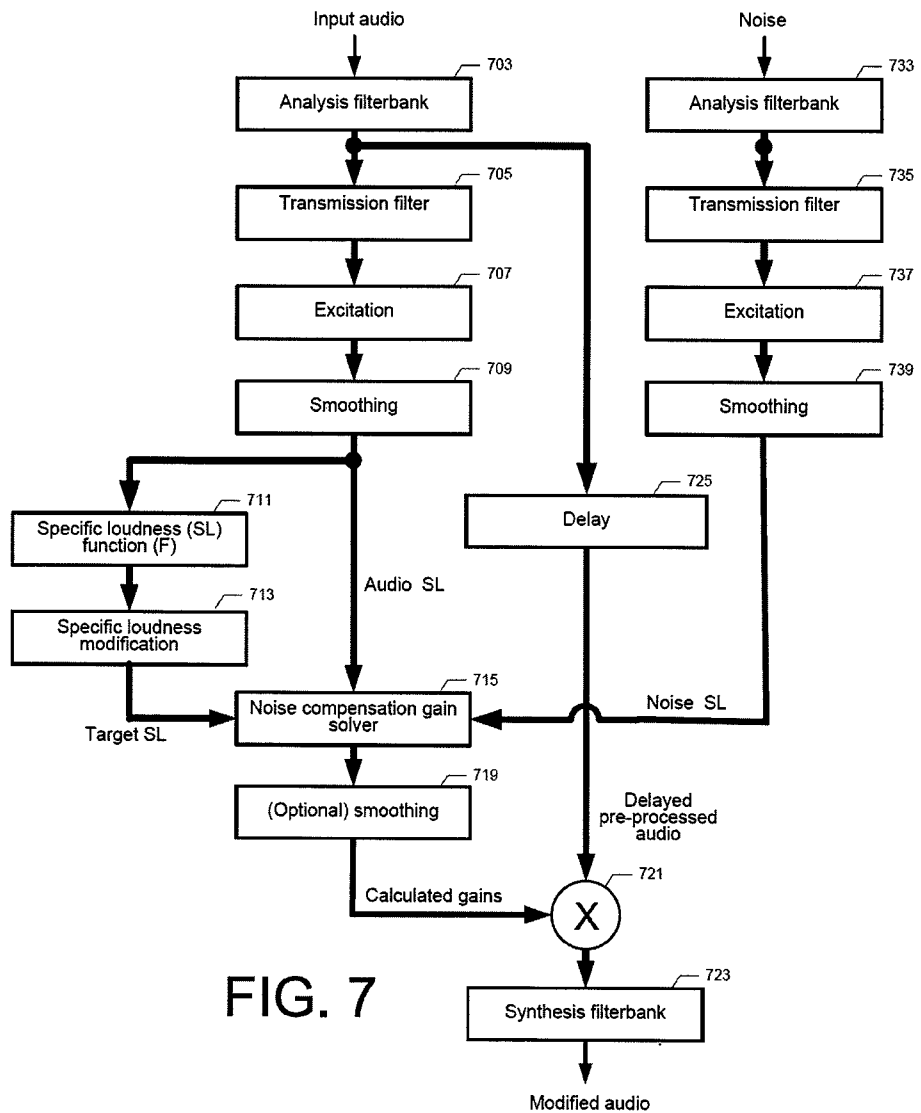 Input audio
Noise
703
Analysis filterbank
733
Analysis filterbank
705
Transmission filter
735
Transmission filter
707
Excitation
737
Excitation
709
Smoothing
739
Smoothing
711
Specific loudness (SL)
function (F)
725
Delay
Audio SL
713
Specific loudness
modification
715
Noise compensation gain
solver
Noise SL
Target SL
719
(Optional) smoothing
Delayed
pre-processed
audio
721
Calculated gains
X
FIG. 7
723
Synthesis filterbank
Modified audio